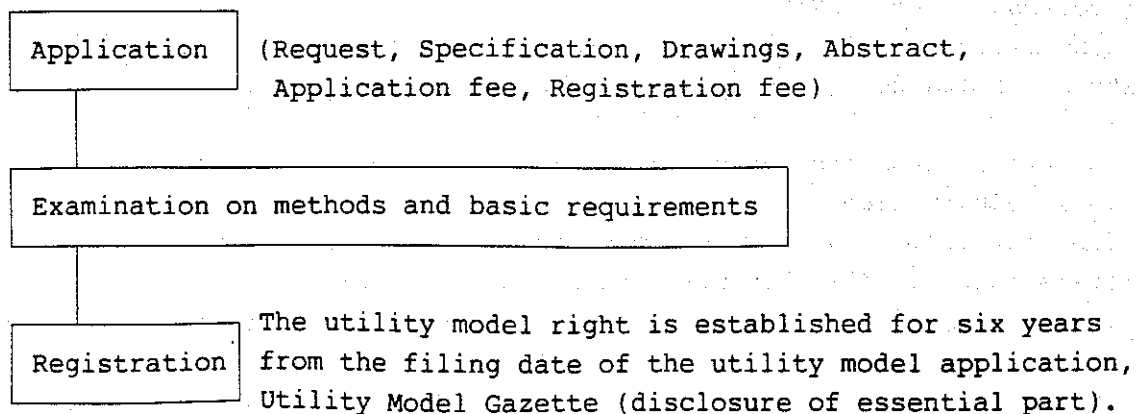 Application (Request, Specification, Drawings, Abstract,
Application fee, Registration fee)
Examination on methods and basic requirements
The utility model right is established for six years
Registration from the filing date of the utility model application,
Utility Model Gazette (disclosure of essential part).